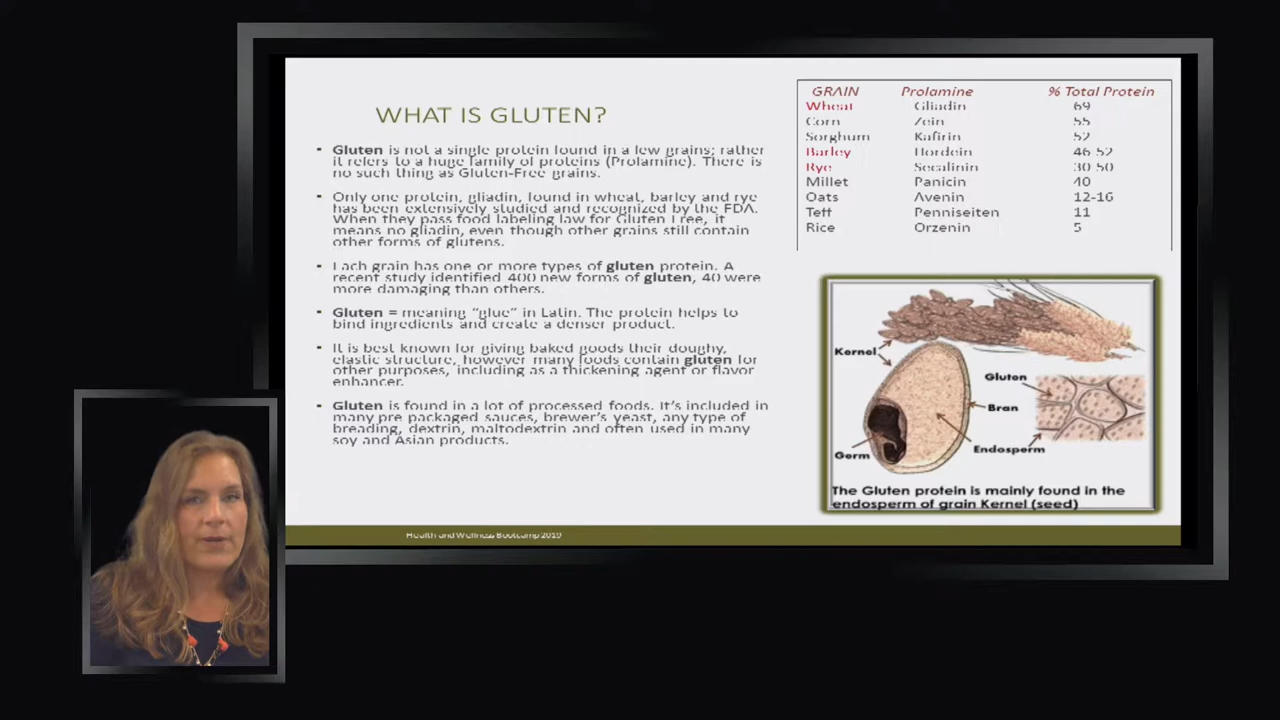 WHAT IS GLUTEN?
- Gluten is not a single protein found in a few grains; rather
it refers to a huge family of proteins (Prolamine). There is
no such thing as Gluten-Free grains.
- Only one protein, gliadin, found in wheat, barley and rye
has been extensively studied and recognized by the FDA.
When they pass food labeling law for Gluten Free, it
means no gliadin, even though other grains still contain
other forms of glutens.
- Each grain has one or more types of gluten protein. A
recent study identified 400 new forms of gluten, 40 were
more damaging than others.
- Gluten = meaning "glue" in Latin. The protein helps to
bind ingredients and create a denser product.
- It is best known for giving baked goods their doughy,
elastic structure, however many foods contain gluten for
other purposes, including as a thickening agent or flavor
enhancer.
- Gluten is found in a lot of processed foods. It's included in
many pre packaged sauces, brewer's yeast, any type of
breading, dextrin, maltodextrin and often used in many
soy and Asian products.
GRAIN Prolamine % Total Protein
Wheat Gliadin 69
Corn Zein 55
Sorghum Kafirin 52
Barley Hordein 46-52
Rye Secalinin 30-50
Millet Panicin 40
Oats Avenin 12-16
Teff Penniseiten 11
Rice Orzenin 5
Kernel
Gluten
Bran
Germ
Endosperm
The Gluten protein is mainly found in the
endosperm of grain Kernel (seed)
Health and Wellness Bootcamp 2019